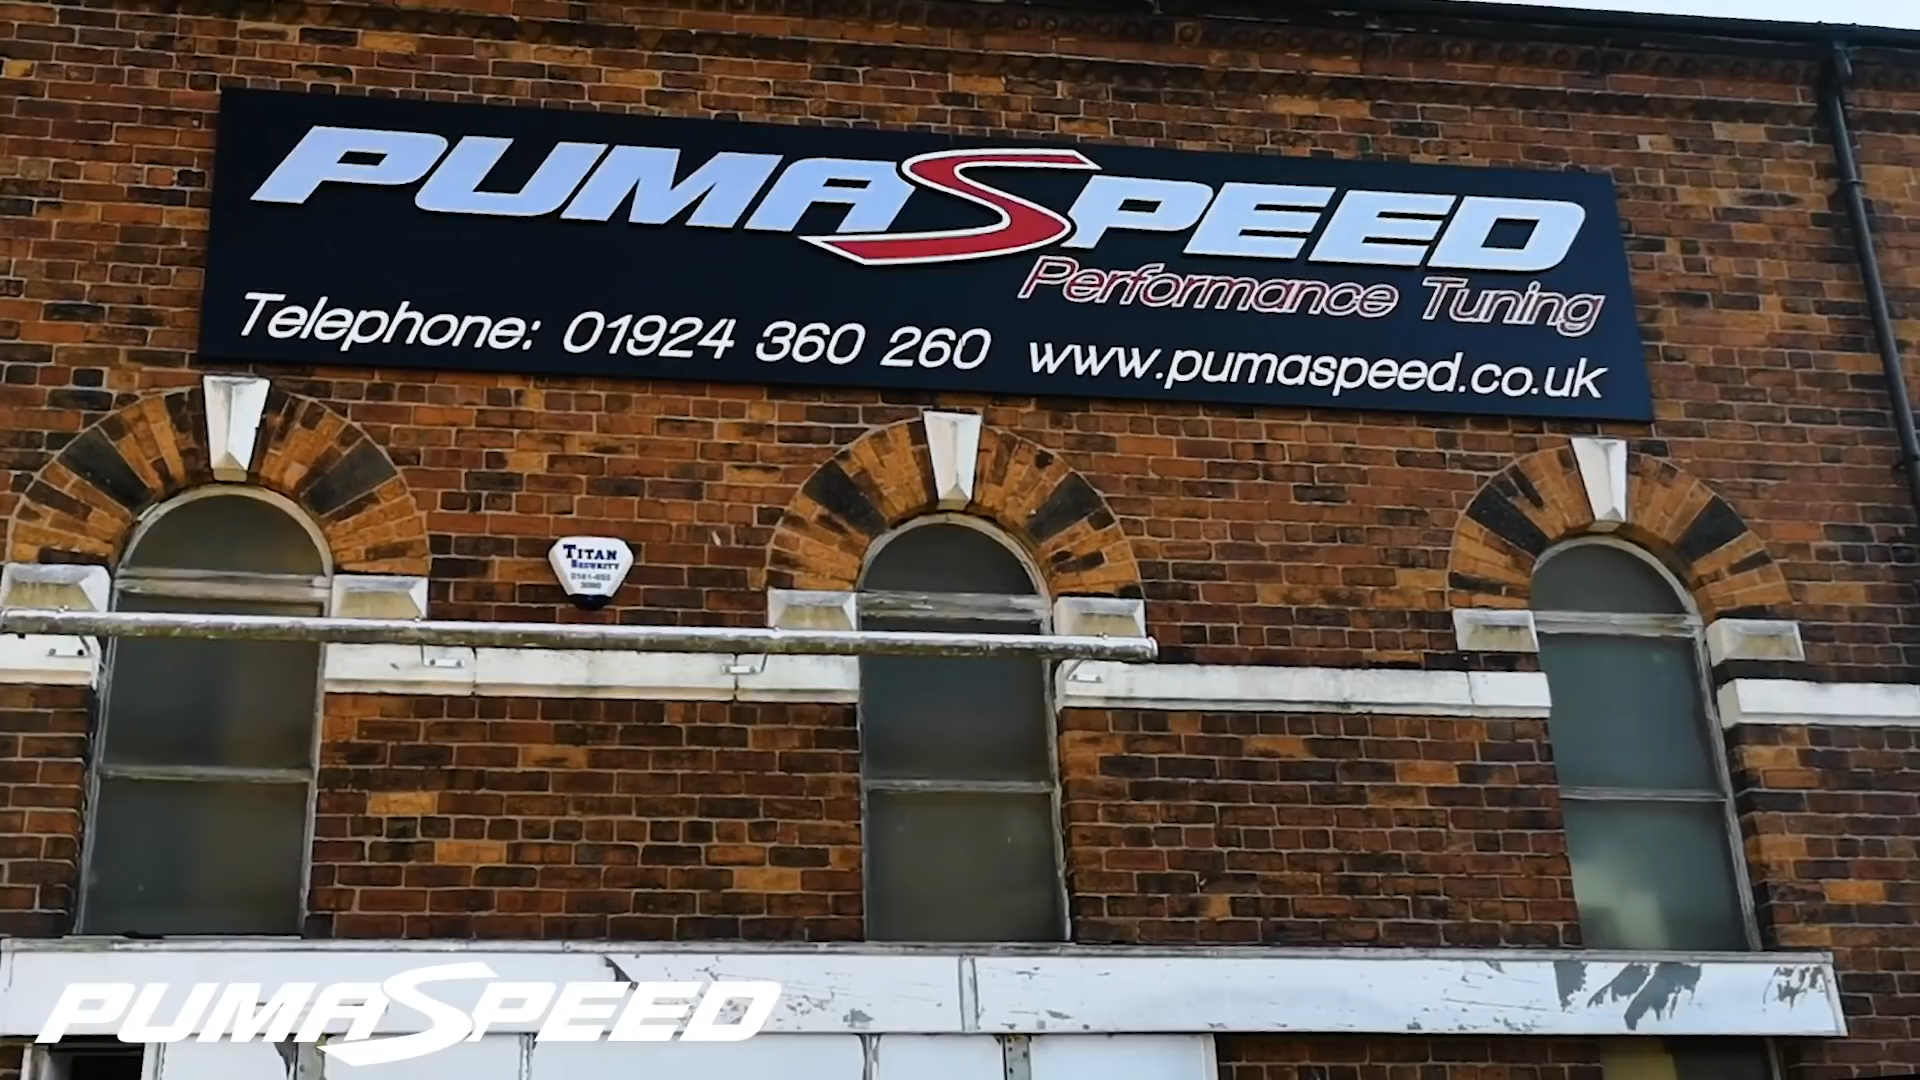 PUMASPEED
Performance Tuning
Telephone: 01924 360 260 www.pumaspeed.co.uk
TITAN
SECURITY
PUMASPEED